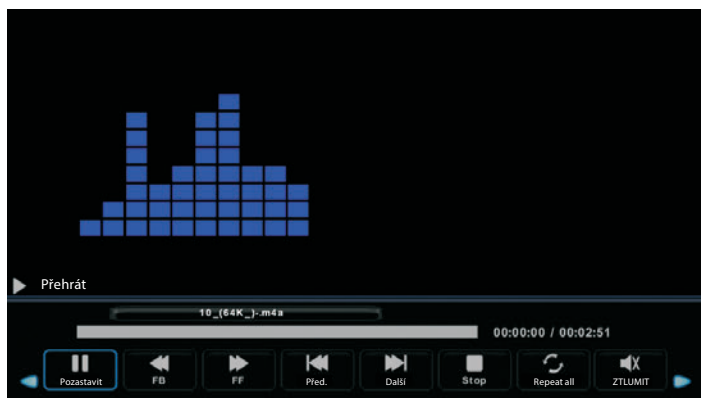 Přehrát
10_(64K_)-.m4a
00:00:00 / 00:02:51
Pozastavit FB FF Před. Další Stop Repeat all ZTLUMIT